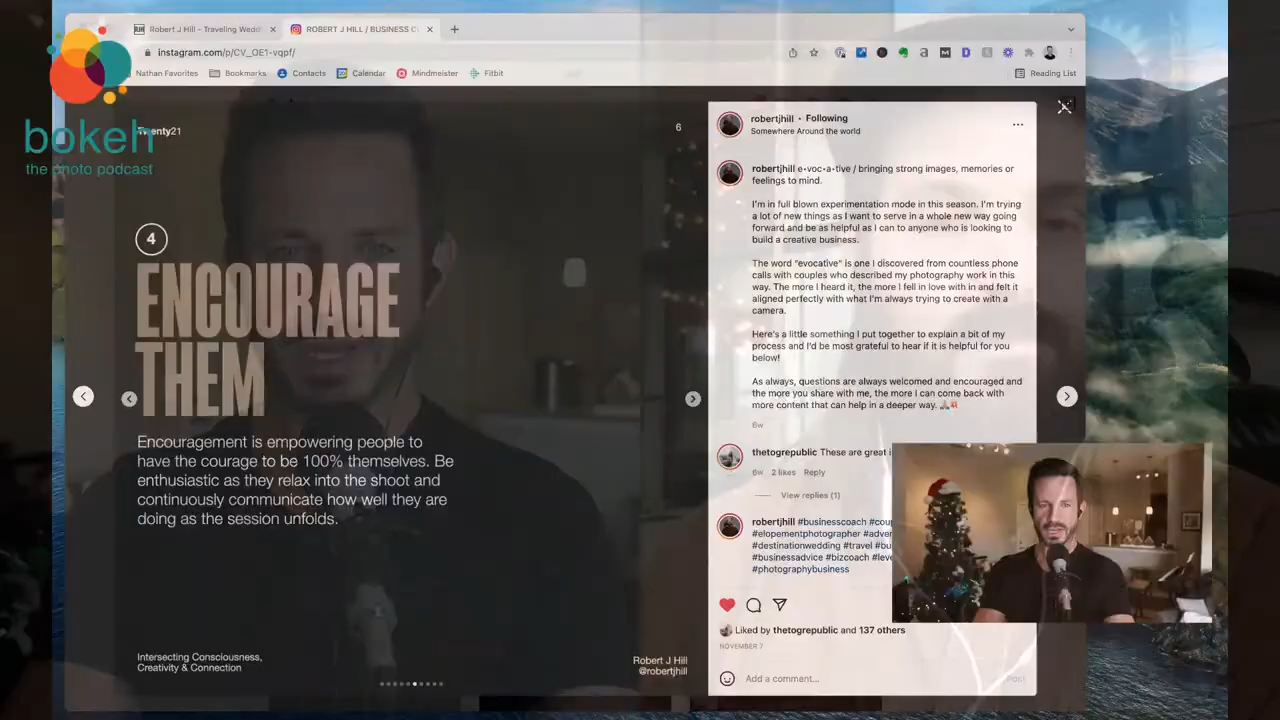 Robert J Hill - Traveling Wedd
ROBERT J HILL / BUSINESS C
instagram.com/p/CV_OE1-vqpf/
Nathan Favorites
Bookmarks
Contacts
Calendar
Mindmeister
Fitbit
Reading List
bokeh
the photo podcast
Twenty21
6
4
ENCOURAGE
THEM
Encouragement is empowering people to
have the courage to be 100% themselves. Be
enthusiastic as they relax into the shoot and
continuously communicate how well they are
doing as the session unfolds.
Intersecting Consciousness,
Creativity & Connection
Robert J Hill
@robertjhill
robertjhill • Following
Somewhere Around the world
robertjhill e•voc•a•tive / bringing strong images, memories or
feelings to mind.
I'm in full blown experimentation mode in this season. I'm trying
a lot of new things as I want to serve in a whole new way going
forward and be as helpful as I can to anyone who is looking to
build a creative business.
The word "evocative" is one I discovered from countless phone
calls with couples who described my photography work in this
way. The more I heard it, the more I fell in love with in and felt it
aligned perfectly with what I'm always trying to create with a
camera.
Here's a little something I put together to explain a bit of my
process and I'd be most grateful to hear if it is helpful for you
below!
As always, questions are always welcomed and encouraged and
the more you share with me, the more I can come back with
more content that can help in a deeper way.
6w
thetogrepublic These are great i
6w 2 likes Reply
View replies (1)
robertjhill #businesscoach #cou
#elopementphotographer #adve
#destinationwedding #travel #bu
#businessadvice #bizcoach #leve
#photographybusiness
Liked by thetogrepublic and 137 others
NOVEMBER 7
Add a comment...
Post